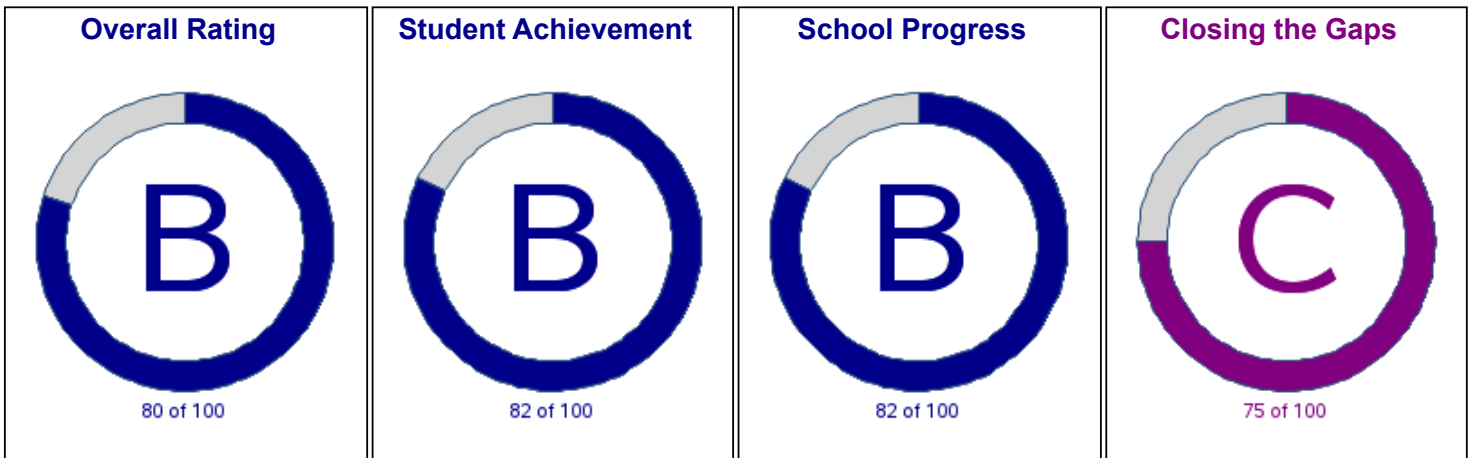 Overall Rating
B
80 of 100
Student Achievement
B
82 of 100
School Progress
B
82 of 100
Closing the Gaps
C
75 of 100